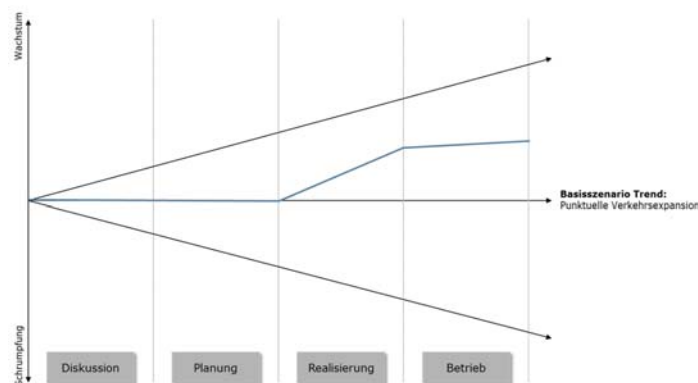 Wachstum
Basisszenario Trend:
Punktuelle Verkehrsexpansion
Schrumpfung
Diskussion
Planung
Realisierung
Betrieb